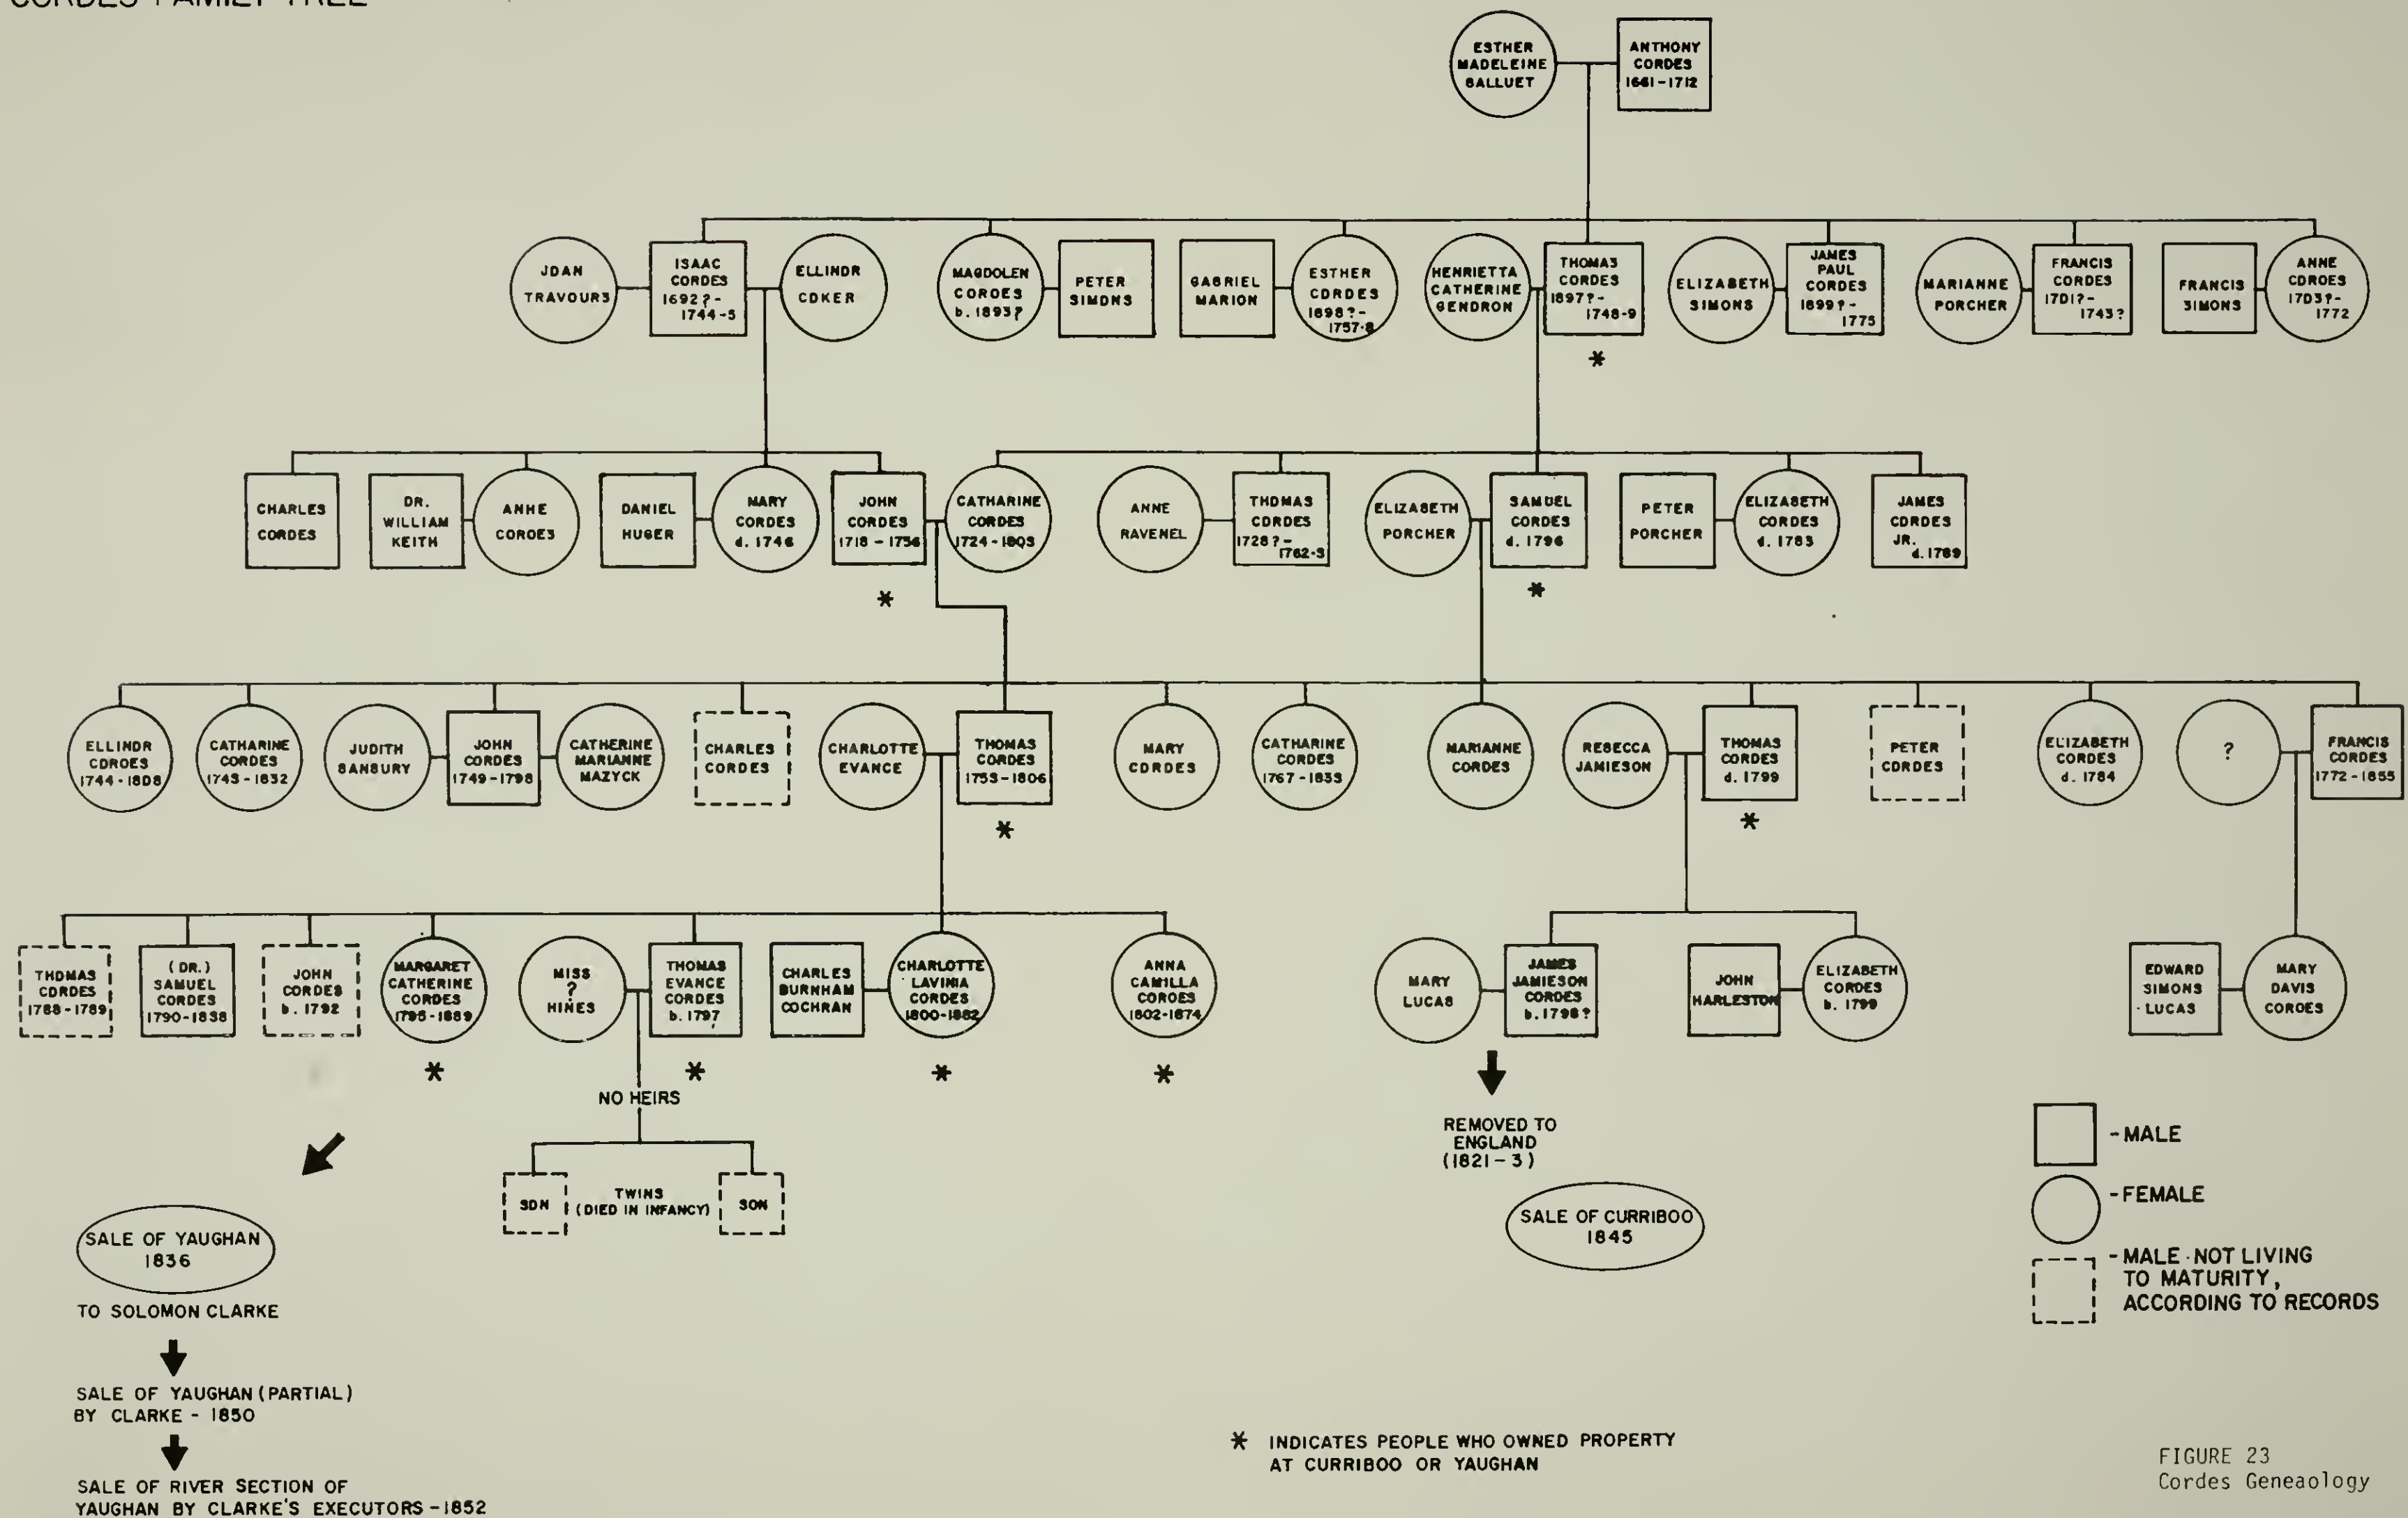 CORDES FAMILY TREE
ESTHER
MADELEINE
BALLUET
ANTHONY
CORDES
1661-1712
JOAN
TRAVOURS
ISAAC
CORDES
1692?-
1744-5
ELLINOR
COKER
MAGDOLEN
CORDES
b. 1893?
PETER
SIMONS
GABRIEL
MARION
ESTHER
CORDES
1698?-
1757-8
HENRIETTA
CATHERINE
GENDRON
THOMAS
CORDES
1697?-
1748-9
ELIZABETH
SIMONS
JAMES
PAUL
CORDES
1699?-
1775
MARIANNE
PORCHER
FRANCIS
CORDES
1701?-
1743?
FRANCIS
SIMONS
ANNE
CORDES
1703?-
1772
CHARLES
CORDES
DR.
WILLIAM
KEITH
ANNE
CORDES
DANIEL
HUGER
MARY
CORDES
d. 1746
JOHN
CORDES
1718 - 1756
CATHARINE
CORDES
1724 - 1803
ANNE
RAVENEL
THOMAS
CORDES
1728?-
1762-3
ELIZABETH
PORCHER
SAMUEL
CORDES
d. 1796
PETER
PORCHER
ELIZABETH
CORDES
d. 1783
JAMES
CORDES
JR.
d. 1789
*
*
*
ELLINOR
CORDES
1744-1808
CATHARINE
CORDES
1743-1832
JUDITH
BANBURY
JOHN
CORDES
1749-1798
CATHERINE
MARIANNE
MAZYCK
CHARLES
CORDES
CHARLOTTE
EVANCE
THOMAS
CORDES
1753-1806
MARY
CORDES
CATHARINE
CORDES
1767-1833
MARIANNE
CORDES
REBECCA
JAMIESON
THOMAS
CORDES
d. 1799
PETER
CORDES
ELIZABETH
CORDES
d. 1784
?
FRANCIS
CORDES
1772-1855
*
*
THOMAS
CORDES
1788-1789
(DR.)
SAMUEL
CORDES
1790-1838
JOHN
CORDES
b. 1792
MARGARET
CATHERINE
CORDES
1795-1889
MISS
?
HINES
THOMAS
EVANCE
CORDES
b. 1797
CHARLES
BURNHAM
COCHRAN
CHARLOTTE
LAVINIA
CORDES
1800-1882
ANNA
CAMILLA
CORDES
1802-1874
MARY
LUCAS
JAMES
JAMIESON
CORDES
b. 1798?
JOHN
HARLESTON
ELIZABETH
CORDES
b. 1799
EDWARD
SIMONS
LUCAS
MARY
DAVIS
CORDES
*
*
*
*
NO HEIRS
SON
TWINS
(DIED IN INFANCY)
SON
REMOVED TO
ENGLAND
(1821-3)
SALE OF CURRIBOO
1845
SALE OF YAUGHAN
1836
TO SOLOMON CLARKE
SALE OF YAUGHAN (PARTIAL)
BY CLARKE - 1850
SALE OF RIVER SECTION OF
YAUGHAN BY CLARKE'S EXECUTORS -1852
-MALE
-FEMALE
-MALE NOT LIVING
TO MATURITY,
ACCORDING TO RECORDS
* INDICATES PEOPLE WHO OWNED PROPERTY
AT CURRIBOO OR YAUGHAN
FIGURE 23
Cordes Geneaology